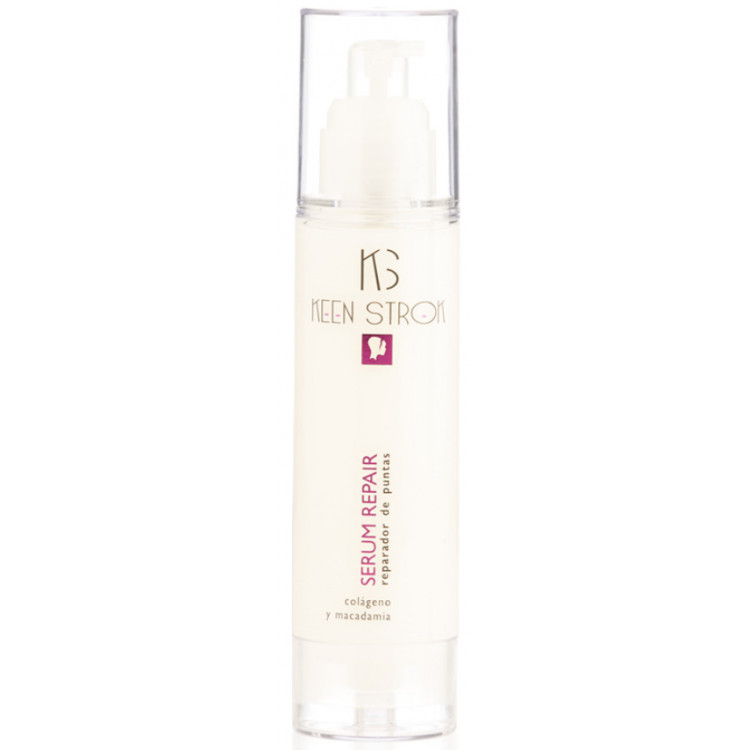 KS
KEEN STROK
SERUM REPAIR
reparador de puntas
colágeno
y macadamia